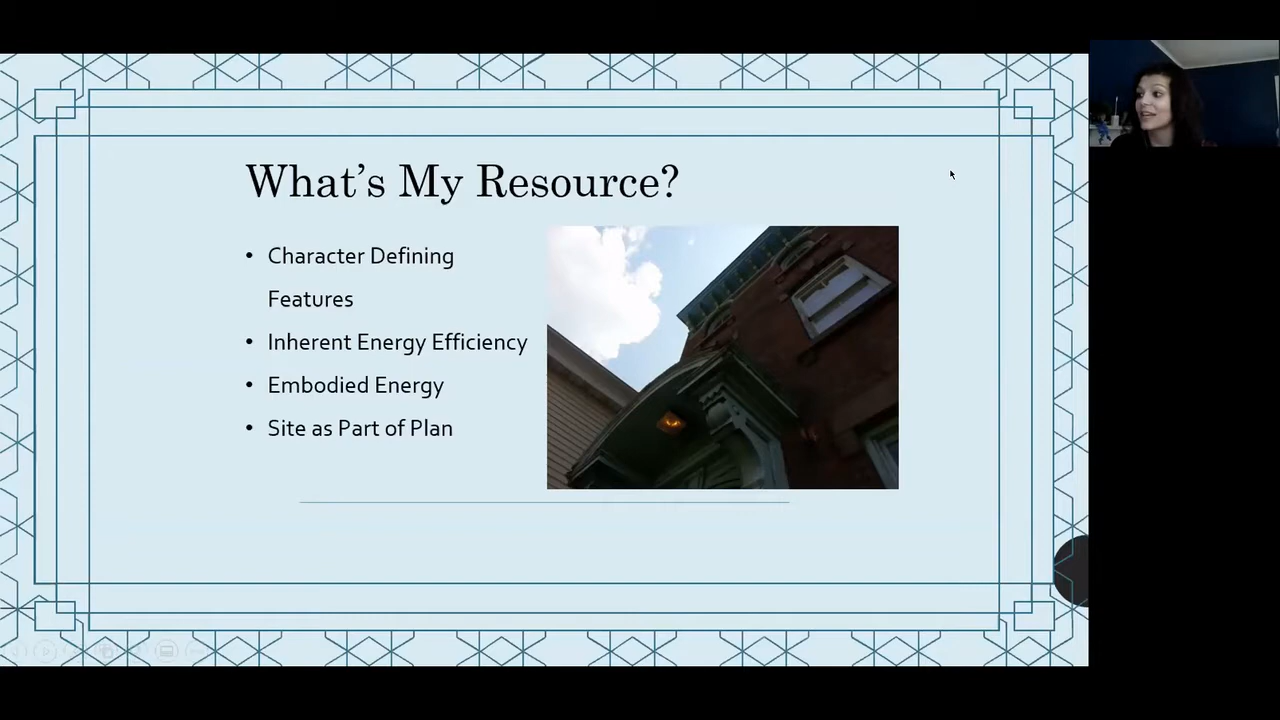 What's My Resource?
• Character Defining
Features
• Inherent Energy Efficiency
• Embodied Energy
• Site as Part of Plan